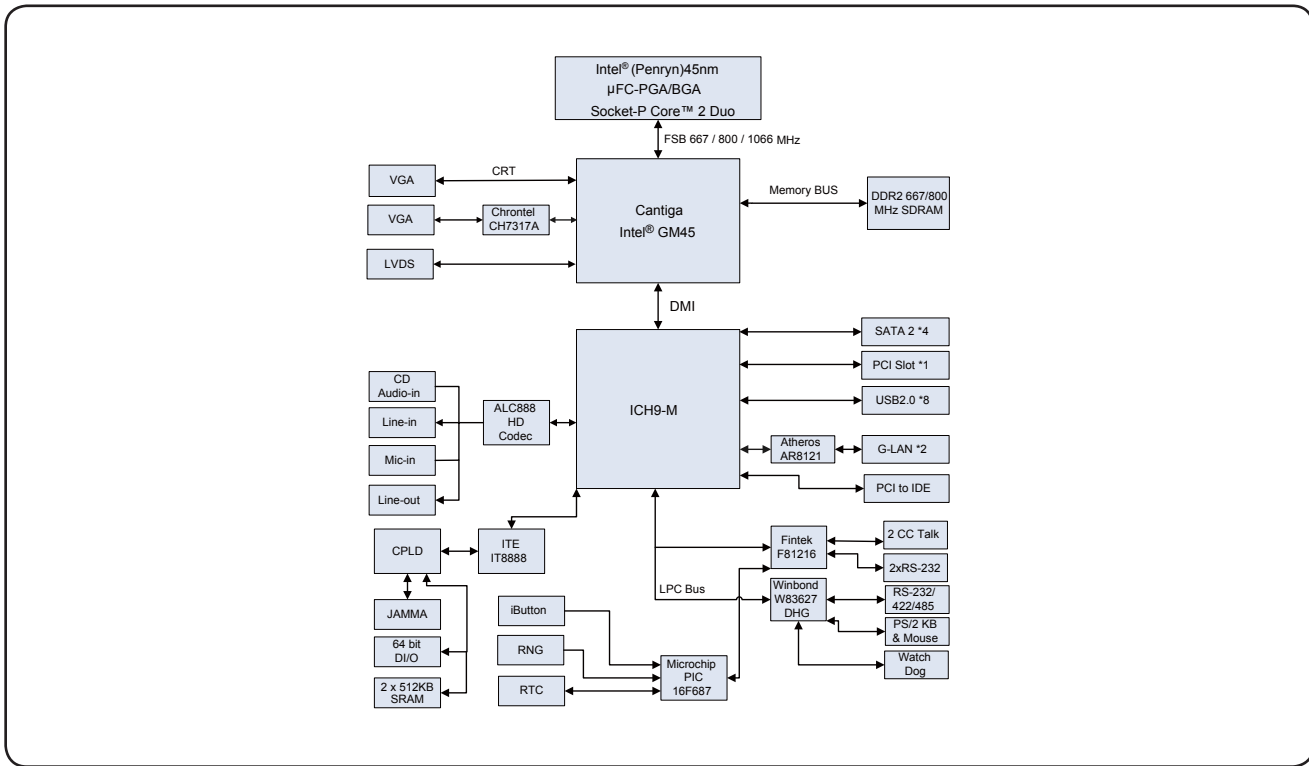 Intel® (Penryn)45nm
µFC-PGA/BGA
Socket-P Core™ 2 Duo
FSB 667 / 800 / 1066 MHz
VGA
CRT
VGA
Chrontel
CH7317A
LVDS
Cantiga
Intel® GM45
Memory BUS
DDR2 667/800
MHz SDRAM
DMI
ICH9-M
SATA 2 *4
PCI Slot *1
USB2.0 *8
Atheros
AR8121
G-LAN *2
PCI to IDE
CD
Audio-in
Line-in
Mic-in
Line-out
ALC888
HD
Codec
CPLD
ITE
IT8888
JAMMA
64 bit
DI/O
2 x 512KB
SRAM
LPC Bus
Fintek
F81216
2 CC Talk
2xRS-232
Winbond
W83627
DHG
RS-232/
422/485
PS/2 KB
& Mouse
Watch
Dog
iButton
RNG
RTC
Microchip
PIC
16F687